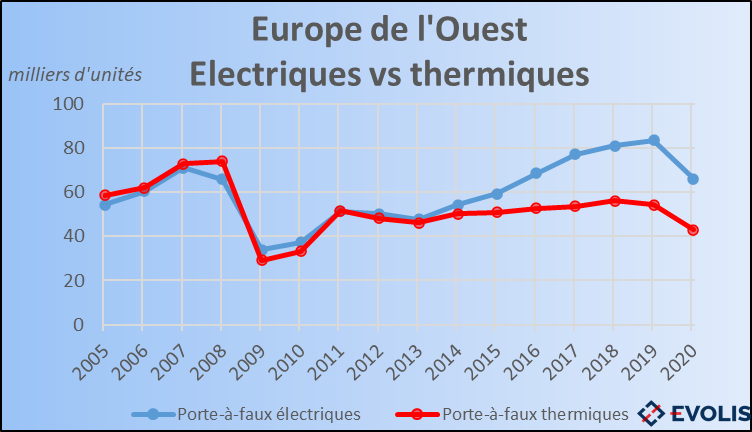 Europe de l'Ouest
Electriques vs thermiques
milliers d'unités
100
80
60
40
20
0
2005 2006 2007 2008 2009 2010 2011 2012 2013 2014 2015 2016 2017 2018 2019 2020
Porte-à-faux électriques Porte-à-faux thermiques EVOLIS